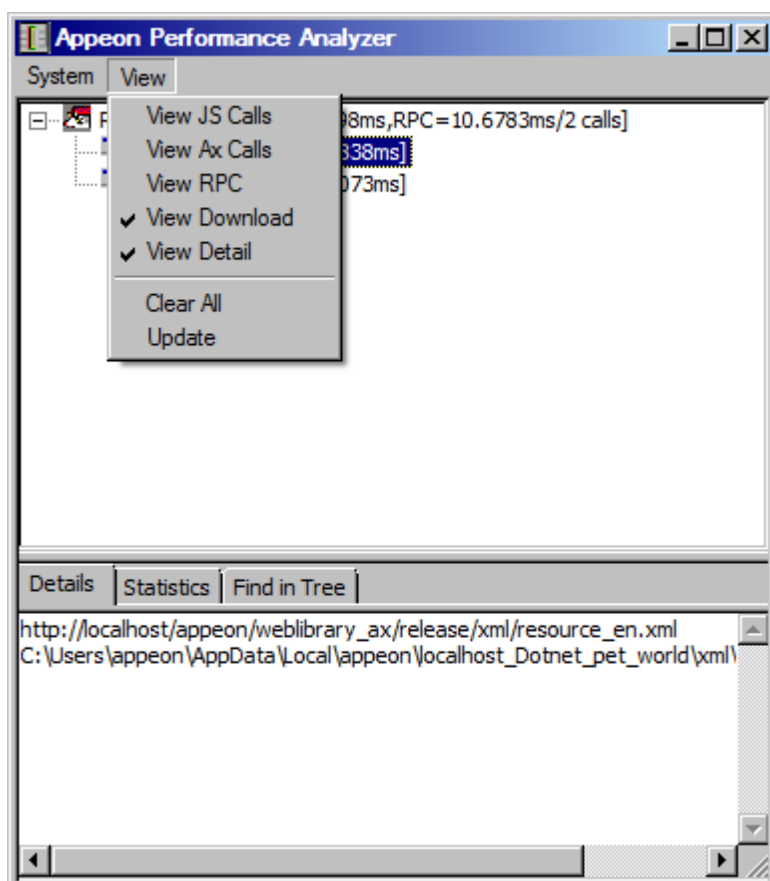 Appeon Performance Analyzer
System View
View JS Calls
View Ax Calls
View RPC
View Download
View Detail
Clear All
Update
98ms,RPC=10.6783ms/2 calls]
338ms]
073ms]
Details Statistics Find in Tree
http://localhost/appeon/weblibrary_ax/release/xml/resource_en.xml
C:\Users\appeon\AppData\Local\appeon\localhost_Dotnet_pet_world\xml\